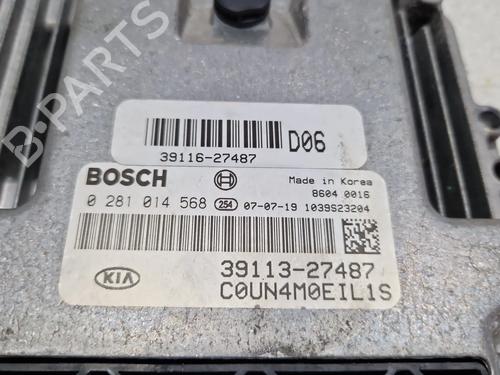 D06
39116-27487
BOSCH
Made in Korea
8604 0016
0 281 014 568 254 07-07-19 1039S23204
39113-27487
KIA
C0UN4M0EIL1S
B-PARTS